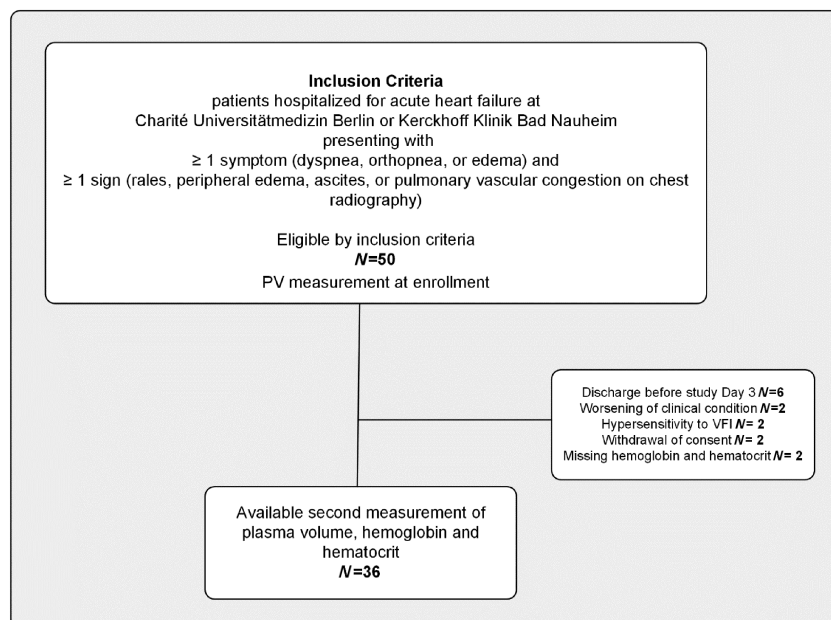 Inclusion Criteria
patients hospitalized for acute heart failure at
Charité Universitätmedizin Berlin or Kerckhoff Klinik Bad Nauheim
presenting with
≥ 1 symptom (dyspnea, orthopnea, or edema) and
≥ 1 sign (rales, peripheral edema, ascites, or pulmonary vascular congestion on chest
radiography)
Eligible by inclusion criteria
N=50
PV measurement at enrollment
Discharge before study Day 3 N=6
Worsening of clinical condition N=2
Hypersensitivity to VFI N= 2
Withdrawal of consent N= 2
Missing hemoglobin and hematocrit N= 2
Available second measurement of
plasma volume, hemoglobin and
hematocrit
N=36